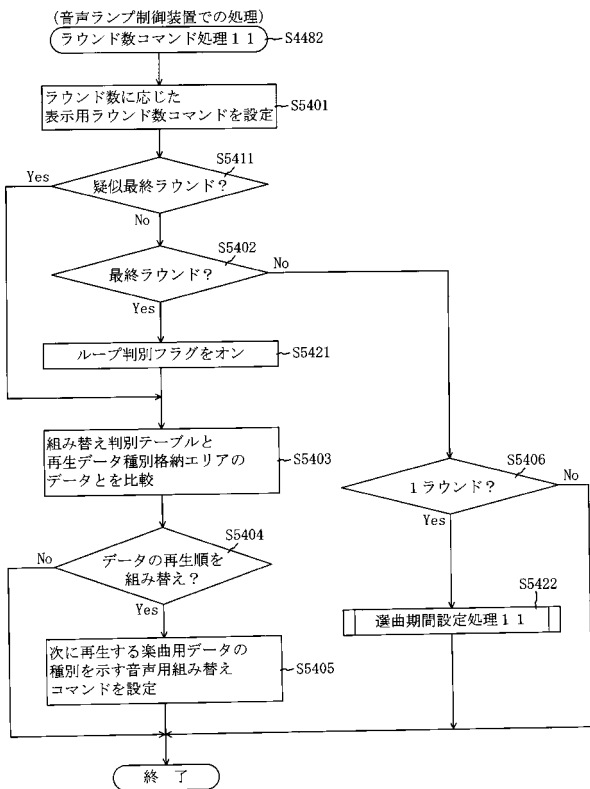 (音声ランプ制御装置での処理)
ラウンド数コマンド処理11
S4482
ラウンド数に応じた
表示用ラウンド数コマンドを設定
S5401
S5411
Yes
疑似最終ラウンド?
No
S5402
最終ラウンド?
No
Yes
ループ判別フラグをオン
S5421
組み替え判別テーブルと
再生データ種別格納エリアの
データとを比較
S5403
S5406
1ラウンド?
No
Yes
S5404
No
データの再生順を
組み替え?
Yes
S5422
選曲期間設定処理11
次に再生する楽曲用データの
種別を示す音声用組み替え
コマンドを設定
S5405
終 了